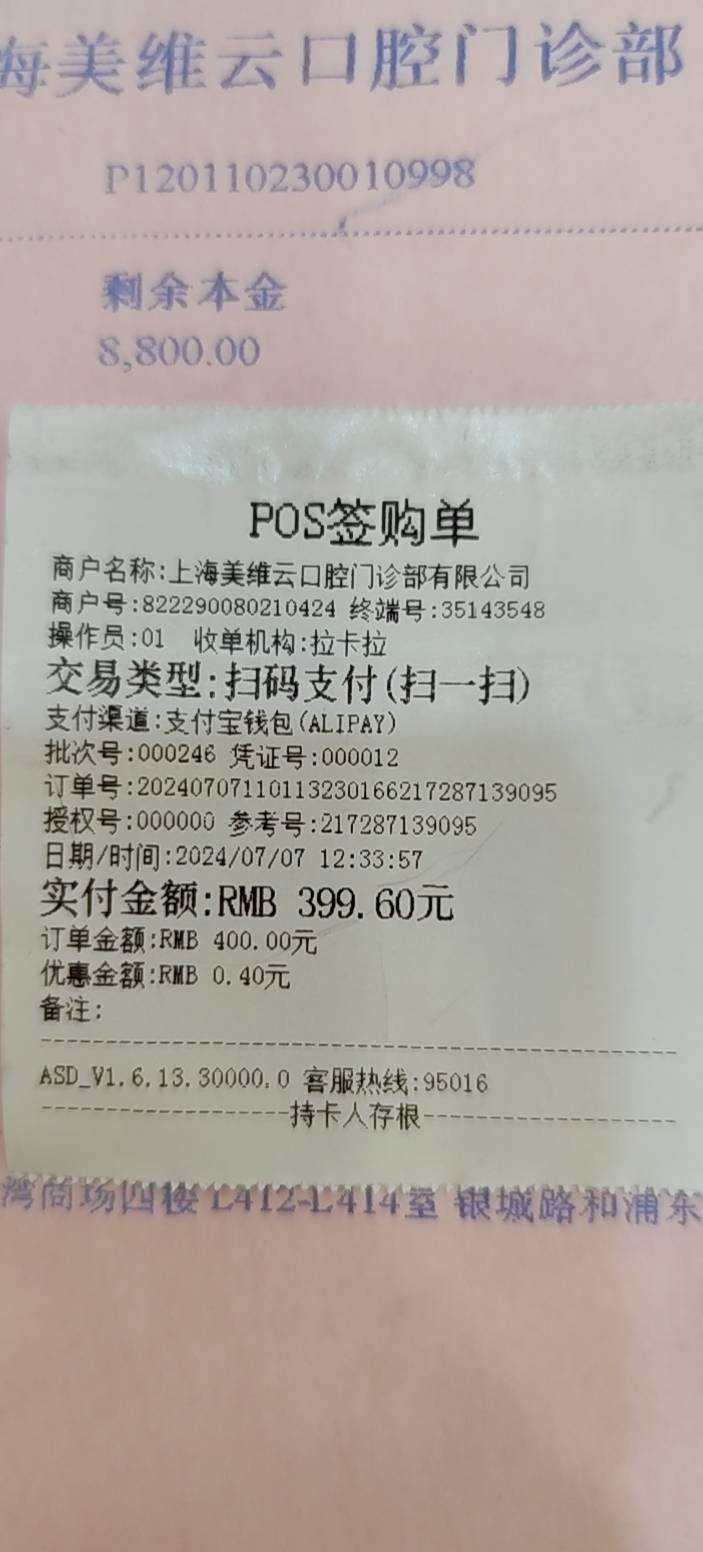 海美维云口腔门诊部
P120110230010998
剩余本金
8,800.00
POS签购单
商户名称:上海美维云口腔门诊部有限公司
商户号:822290080210424 终端号:35143548
操作员:01 收单机构:拉卡拉
交易类型:扫码支付(扫一扫)
支付渠道:支付宝钱包(ALIPAY)
批次号:000246 凭证号:000012
订单号:20240707110113230166217287139095
授权号:000000 参考号:217287139095
日期/时间:2024/07/07 12:33:57
实付金额:RMB 399.60元
订单金额:RMB 400.00元
优惠金额:RMB 0.40元
备注:
ASD_V1.6.13.30000.0 客服热线:95016
持卡人存根
湾商场四楼 L412-L414室 银城路和浦东